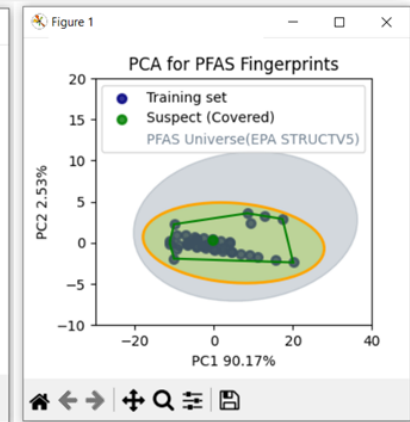 Figure 1
PCA for PFAS Fingerprints
Training set
Suspect (Covered)
PFAS Universe(EPA STRUCTV5)
20
15
10
5
0
−5
−10
PC2 2.53%
−20
0
20
40
PC1 90.17%